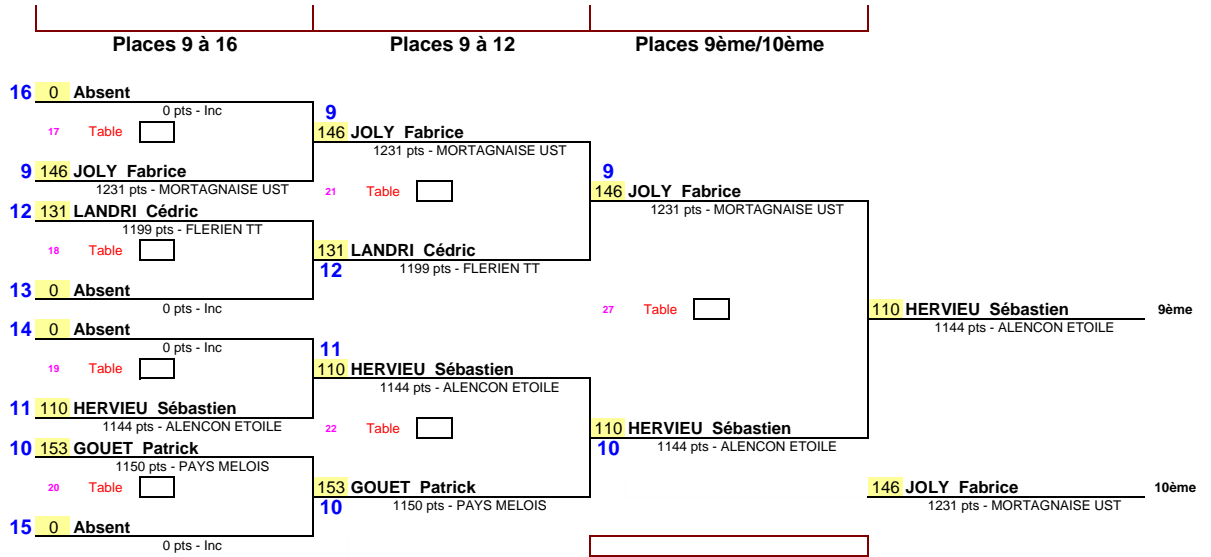 Places 9 à 16
Places 9 à 12
Places 9ème/10ème
16 0 Absent
0 pts - Inc
17 Table
9 146 JOLY Fabrice
1231 pts - MORTAGNAISE UST
12 131 LANDRI Cédric
1199 pts - FLERIEN TT
18 Table
13 0 Absent
0 pts - Inc
14 0 Absent
0 pts - Inc
19 Table
11 110 HERVIEU Sébastien
1144 pts - ALENCON ETOILE
10 153 GOUET Patrick
1150 pts - PAYS MELOIS
20 Table
15 0 Absent
0 pts - Inc
9
146 JOLY Fabrice
1231 pts - MORTAGNAISE UST
21 Table
131 LANDRI Cédric
12 1199 pts - FLERIEN TT
11
110 HERVIEU Sébastien
1144 pts - ALENCON ETOILE
22 Table
153 GOUET Patrick
10 1150 pts - PAYS MELOIS
9
146 JOLY Fabrice
1231 pts - MORTAGNAISE UST
27 Table
110 HERVIEU Sébastien
10 1144 pts - ALENCON ETOILE
110 HERVIEU Sébastien 9ème
1144 pts - ALENCON ETOILE
146 JOLY Fabrice 10ème
1231 pts - MORTAGNAISE UST